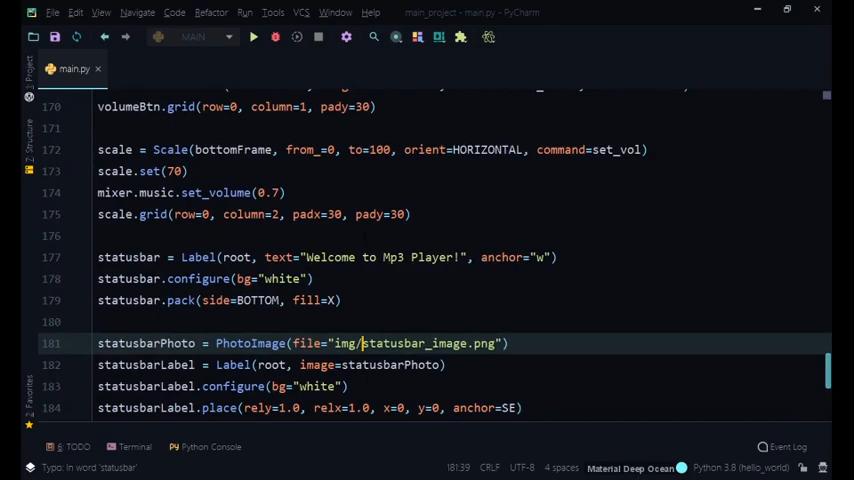 File Edit View Navigate Code Refactor Run Tools VCS Window Help main_project - main.py - PyCharm
MAIN
main.py
1: Project
7: Structure
2: Favorites
170 volumeBtn.grid(row=0, column=1, pady=30)
171
172 scale = Scale(bottomFrame, from_=0, to=100, orient=HORIZONTAL, command=set_vol)
173 scale.set(70)
174 mixer.music.set_volume(0.7)
175 scale.grid(row=0, column=2, padx=30, pady=30)
176
177 statusbar = Label(root, text="Welcome to Mp3 Player!", anchor="w")
178 statusbar.configure(bg="white")
179 statusbar.pack(side=BOTTOM, fill=X)
180
181 statusbarPhoto = PhotoImage(file="img/statusbar_image.png")
182 statusbarLabel = Label(root, image=statusbarPhoto)
183 statusbarLabel.configure(bg="white")
184 statusbarLabel.place(rely=1.0, relx=1.0, x=0, y=0, anchor=SE)
6: TODO Terminal Python Console Event Log
Typo: In word 'statusbar' 181:39 CRLF UTF-8 4 spaces Material Deep Ocean Python 3.8 (hello_world)